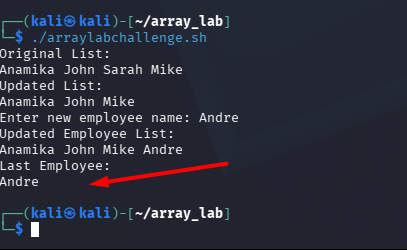 ┌──(kali㉿kali)-[~/array_lab]
└─$ ./arraylabchallenge.sh
Original List:
Anamika John Sarah Mike
Updated List:
Anamika John Mike
Enter new employee name: Andre
Updated Employee List:
Anamika John Mike Andre
Last Employee:
Andre
┌──(kali㉿kali)-[~/array_lab]
└─$